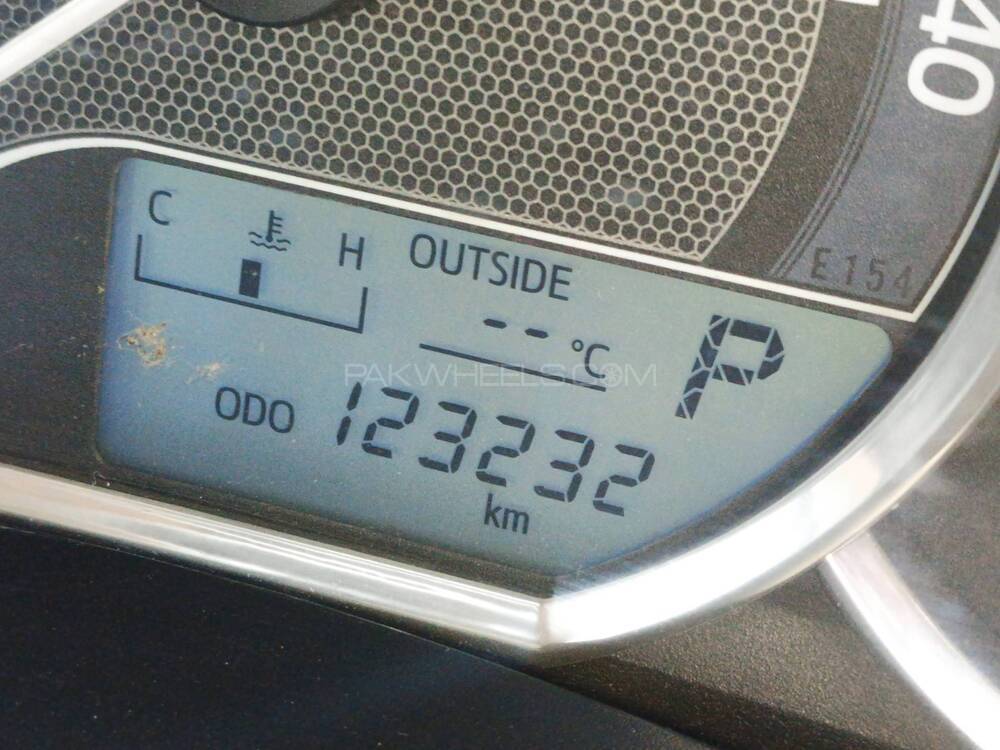 40
E154
C H OUTSIDE
-- °C P
PAKWHEELS.COM
ODO 123232
km